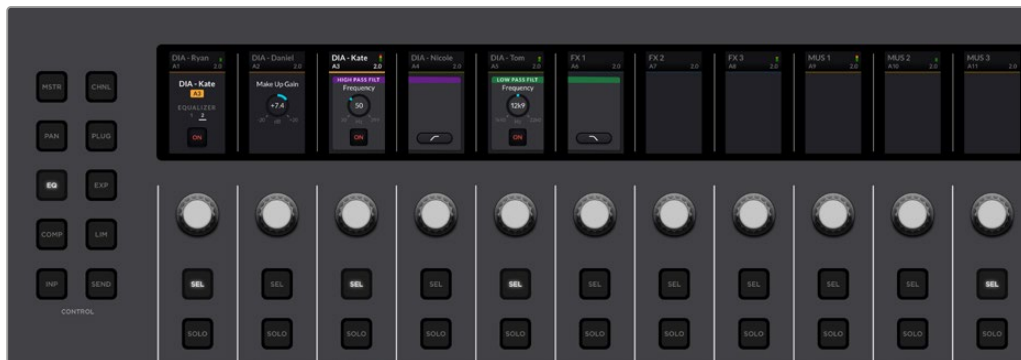 MSTR CHNL
PAN PLUG
EQ EXP
COMP LIM
INP SEND
CONTROL
DIA - Ryan
A1 2.0
DIA - Kate
A3
EQUALIZER
1 2
ON
DIA - Daniel
A2 2.0
Make Up Gain
+7.4
-20 dB +20
DIA - Kate
A3 2.0
HIGH PASS FILT
Frequency
50
ON
DIA - Nicole
A4 2.0
DIA - Tom
A5 2.0
LOW PASS FILT
Frequency
12k9
ON
FX 1
A6 2.0
FX 2
A7 2.0
FX 3
A8 2.0
MUS 1
A9 2.0
MUS 2
A10 2.0
MUS 3
A11 2.0
SEL SEL SEL SEL SEL SEL SEL SEL SEL SEL SEL
SOLO SOLO SOLO SOLO SOLO SOLO SOLO SOLO SOLO SOLO SOLO